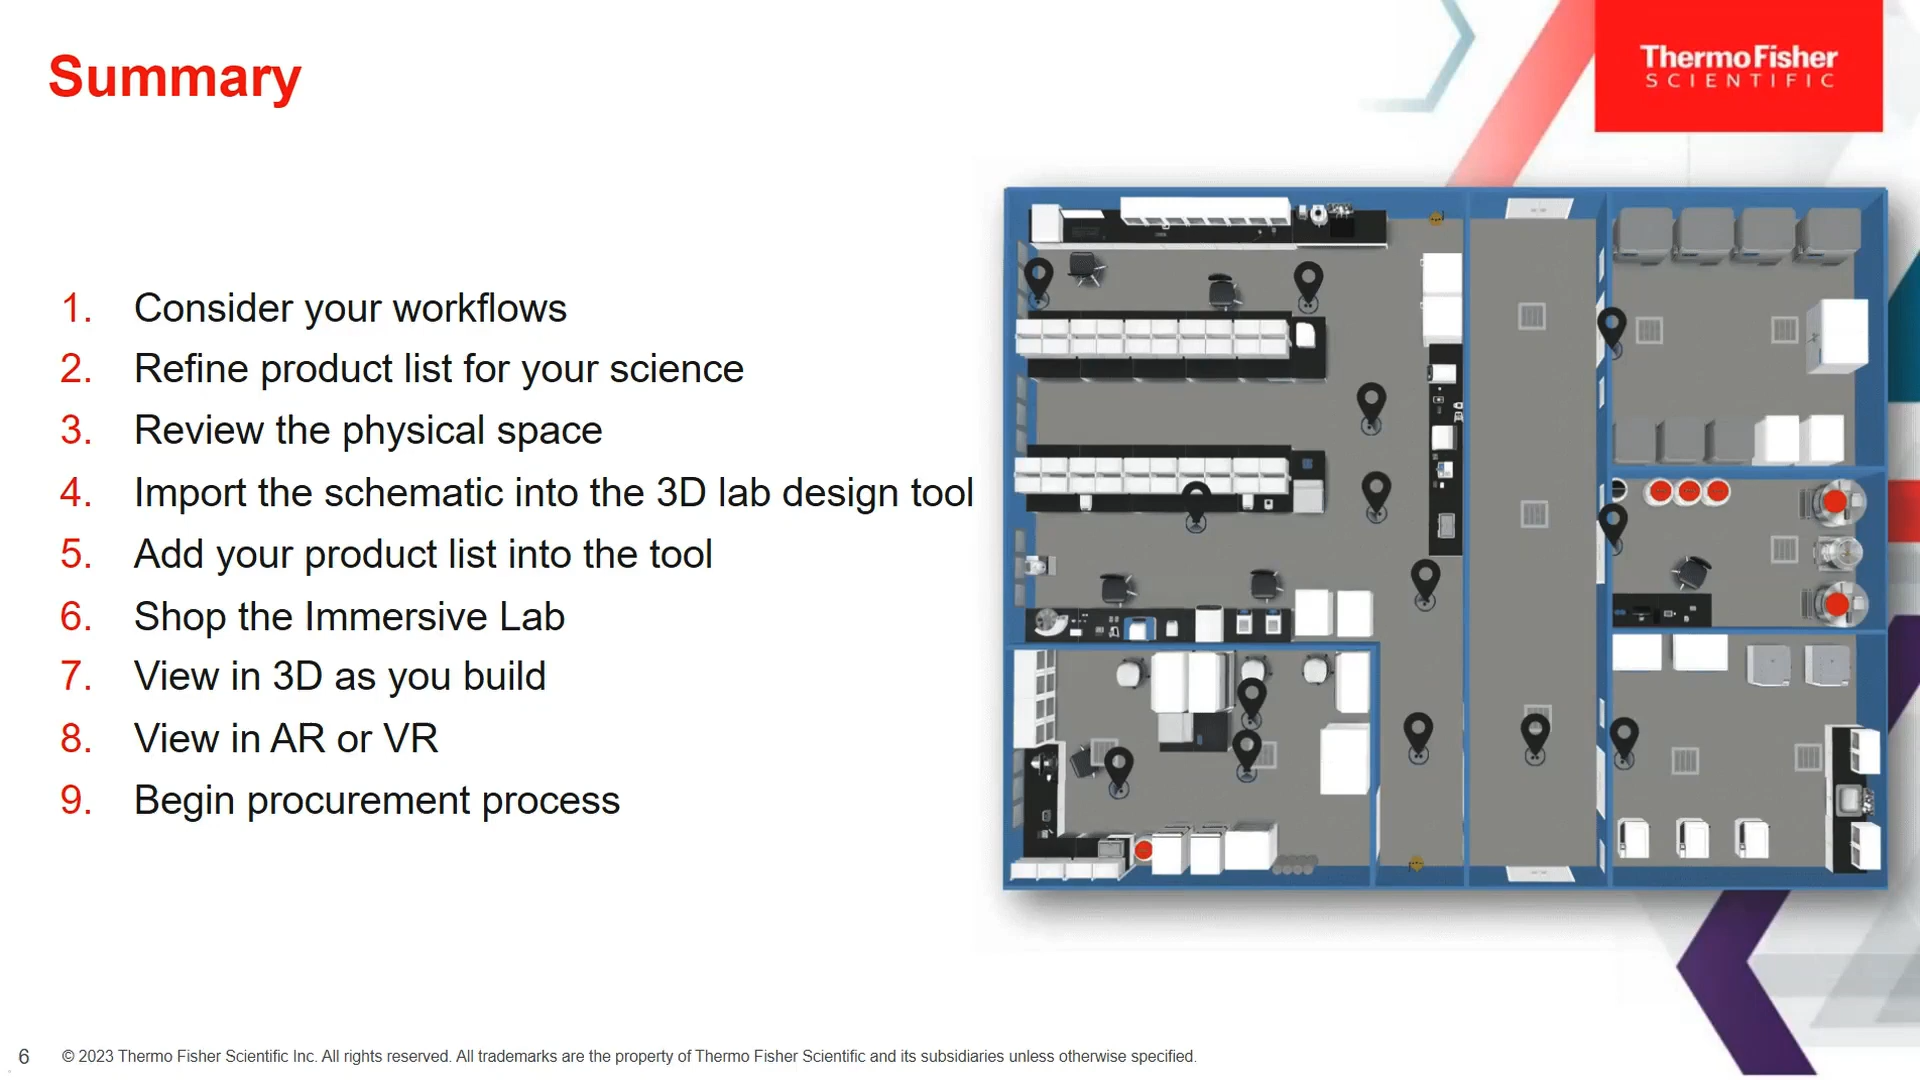 Summary
ThermoFisher
SCIENTIFIC
1. Consider your workflows
2. Refine product list for your science
3. Review the physical space
4. Import the schematic into the 3D lab design tool
5. Add your product list into the tool
6. Shop the Immersive Lab
7. View in 3D as you build
8. View in AR or VR
9. Begin procurement process
6 © 2023 Thermo Fisher Scientific Inc. All rights reserved. All trademarks are the property of Thermo Fisher Scientific and its subsidiaries unless otherwise specified.